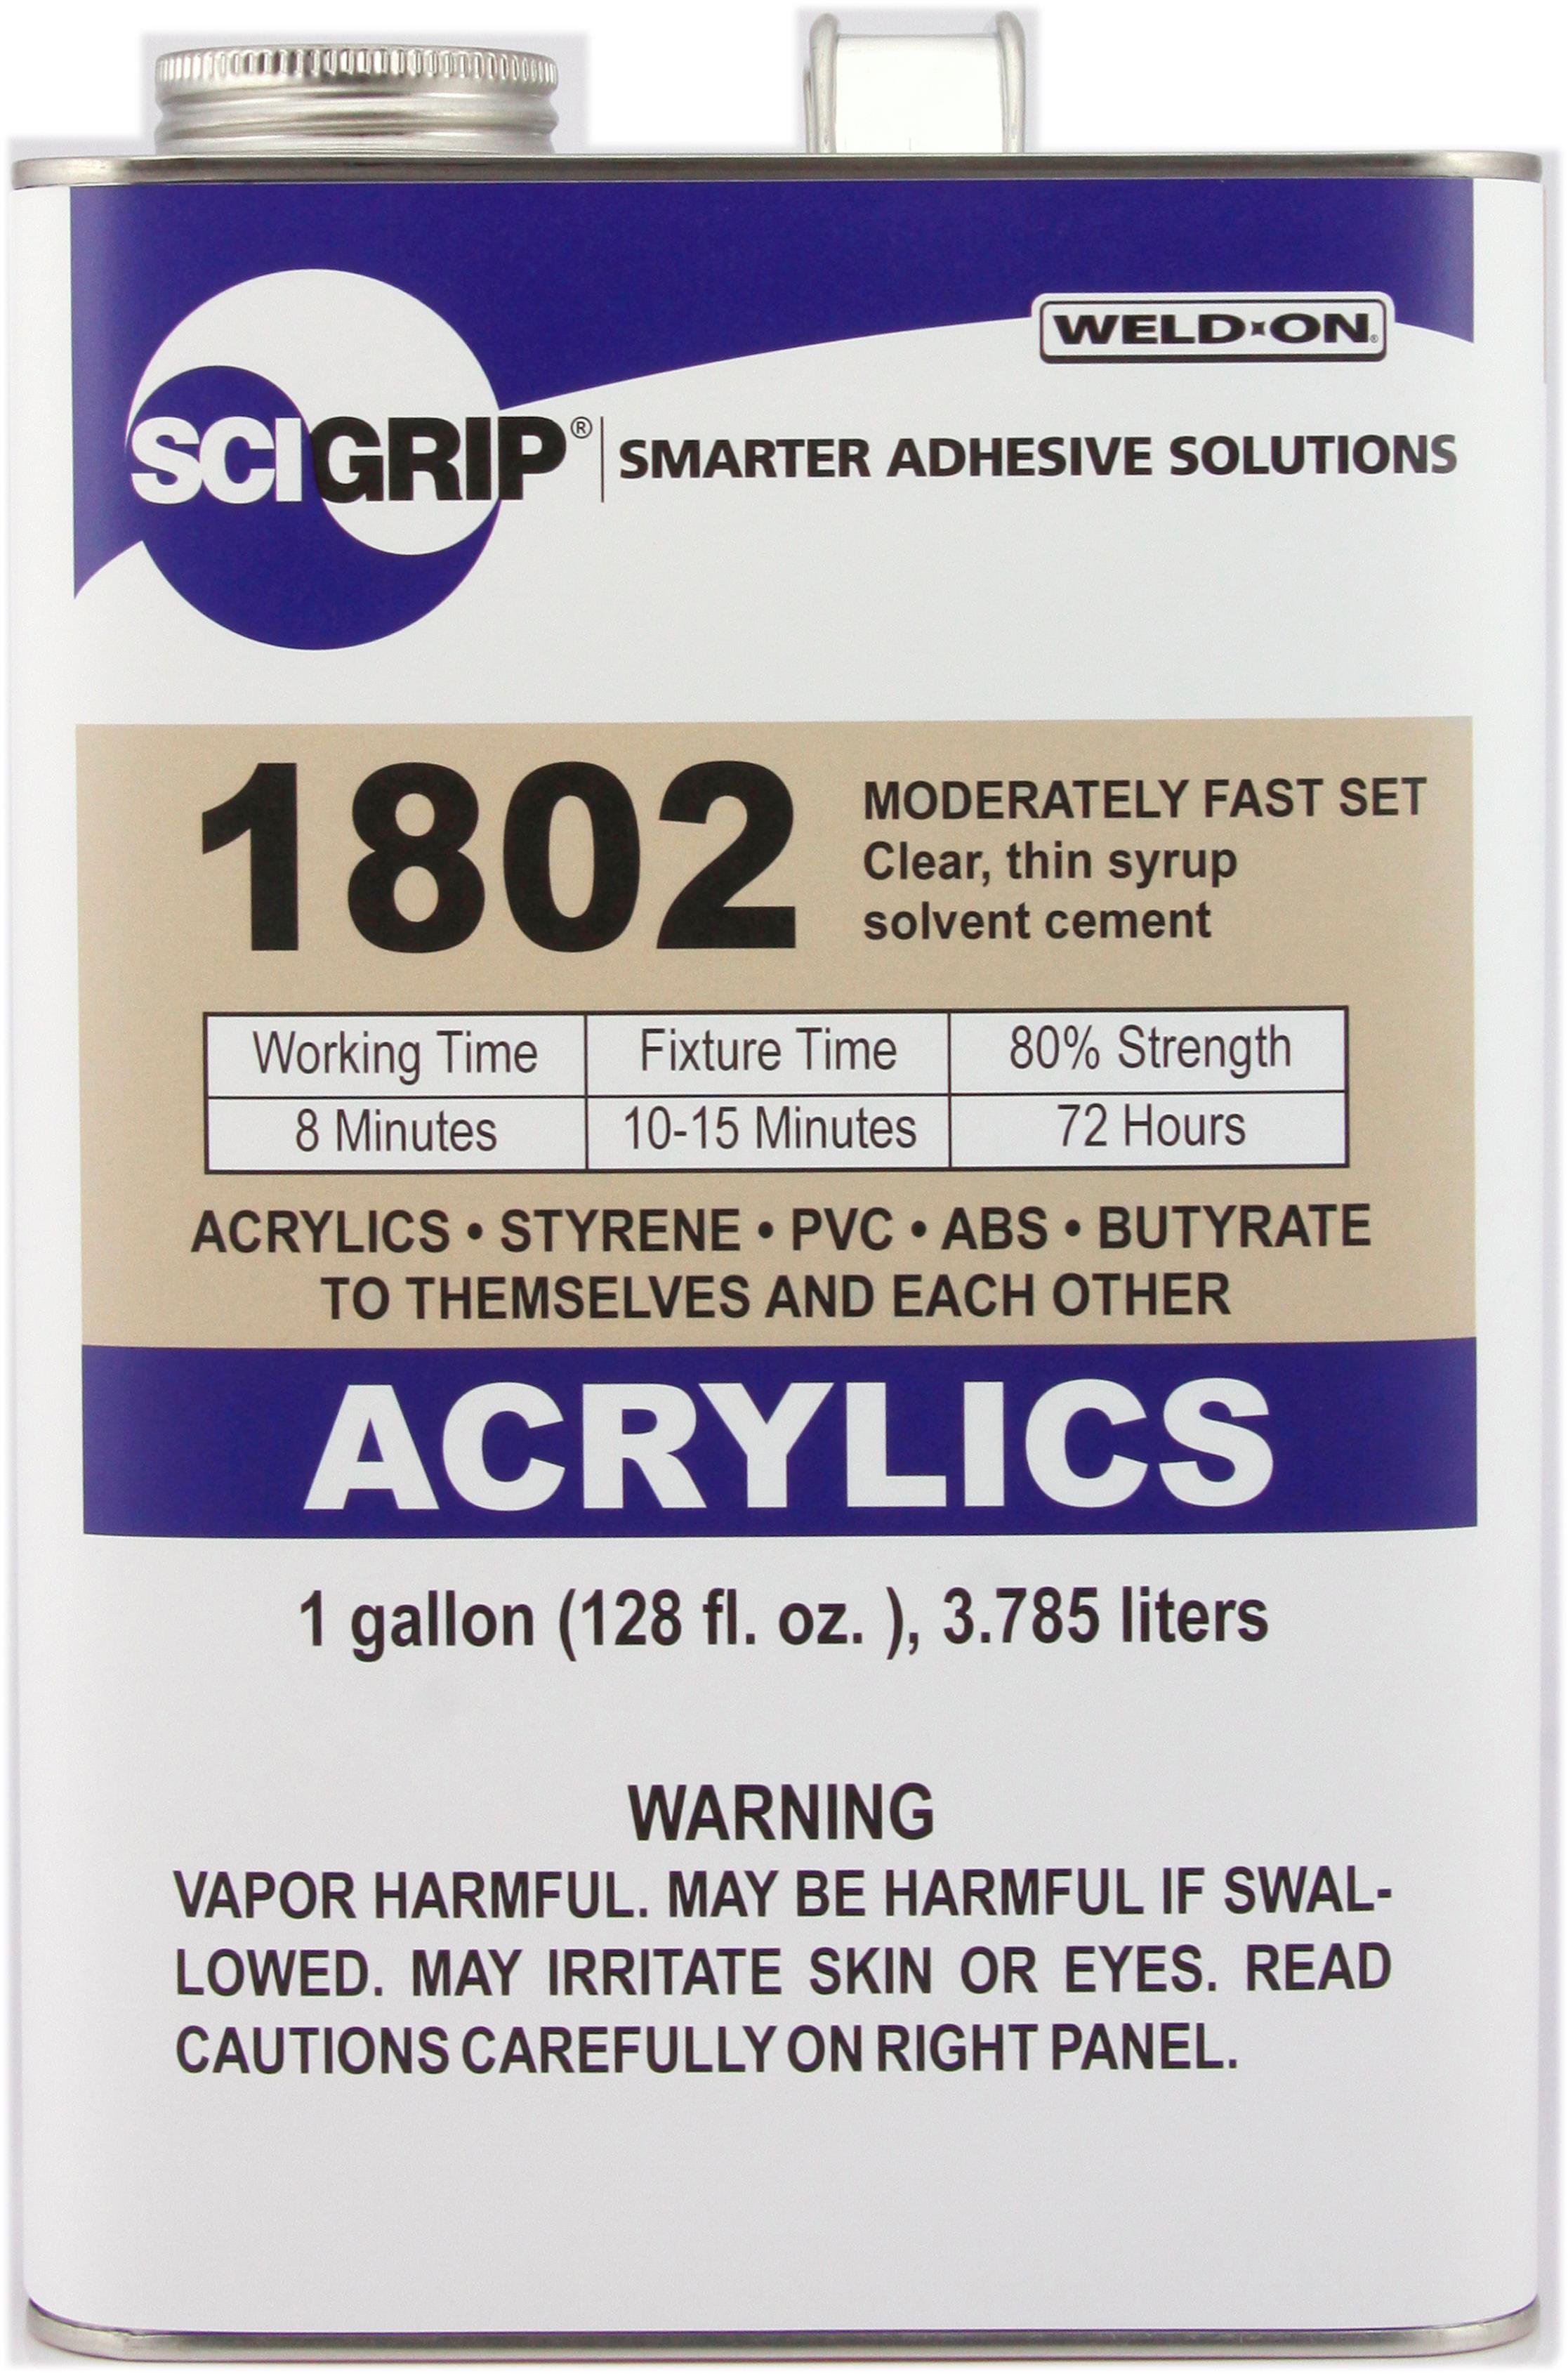 WELD-ON®
SCIGRIP® SMARTER ADHESIVE SOLUTIONS
1802
MODERATELY FAST SET
Clear, thin syrup
solvent cement
Working Time Fixture Time 80% Strength
8 Minutes 10-15 Minutes 72 Hours
ACRYLICS • STYRENE • PVC • ABS • BUTYRATE
TO THEMSELVES AND EACH OTHER
ACRYLICS
1 gallon (128 fl. oz. ), 3.785 liters
WARNING
VAPOR HARMFUL. MAY BE HARMFUL IF SWAL-
LOWED. MAY IRRITATE SKIN OR EYES. READ
CAUTIONS CAREFULLY ON RIGHT PANEL.